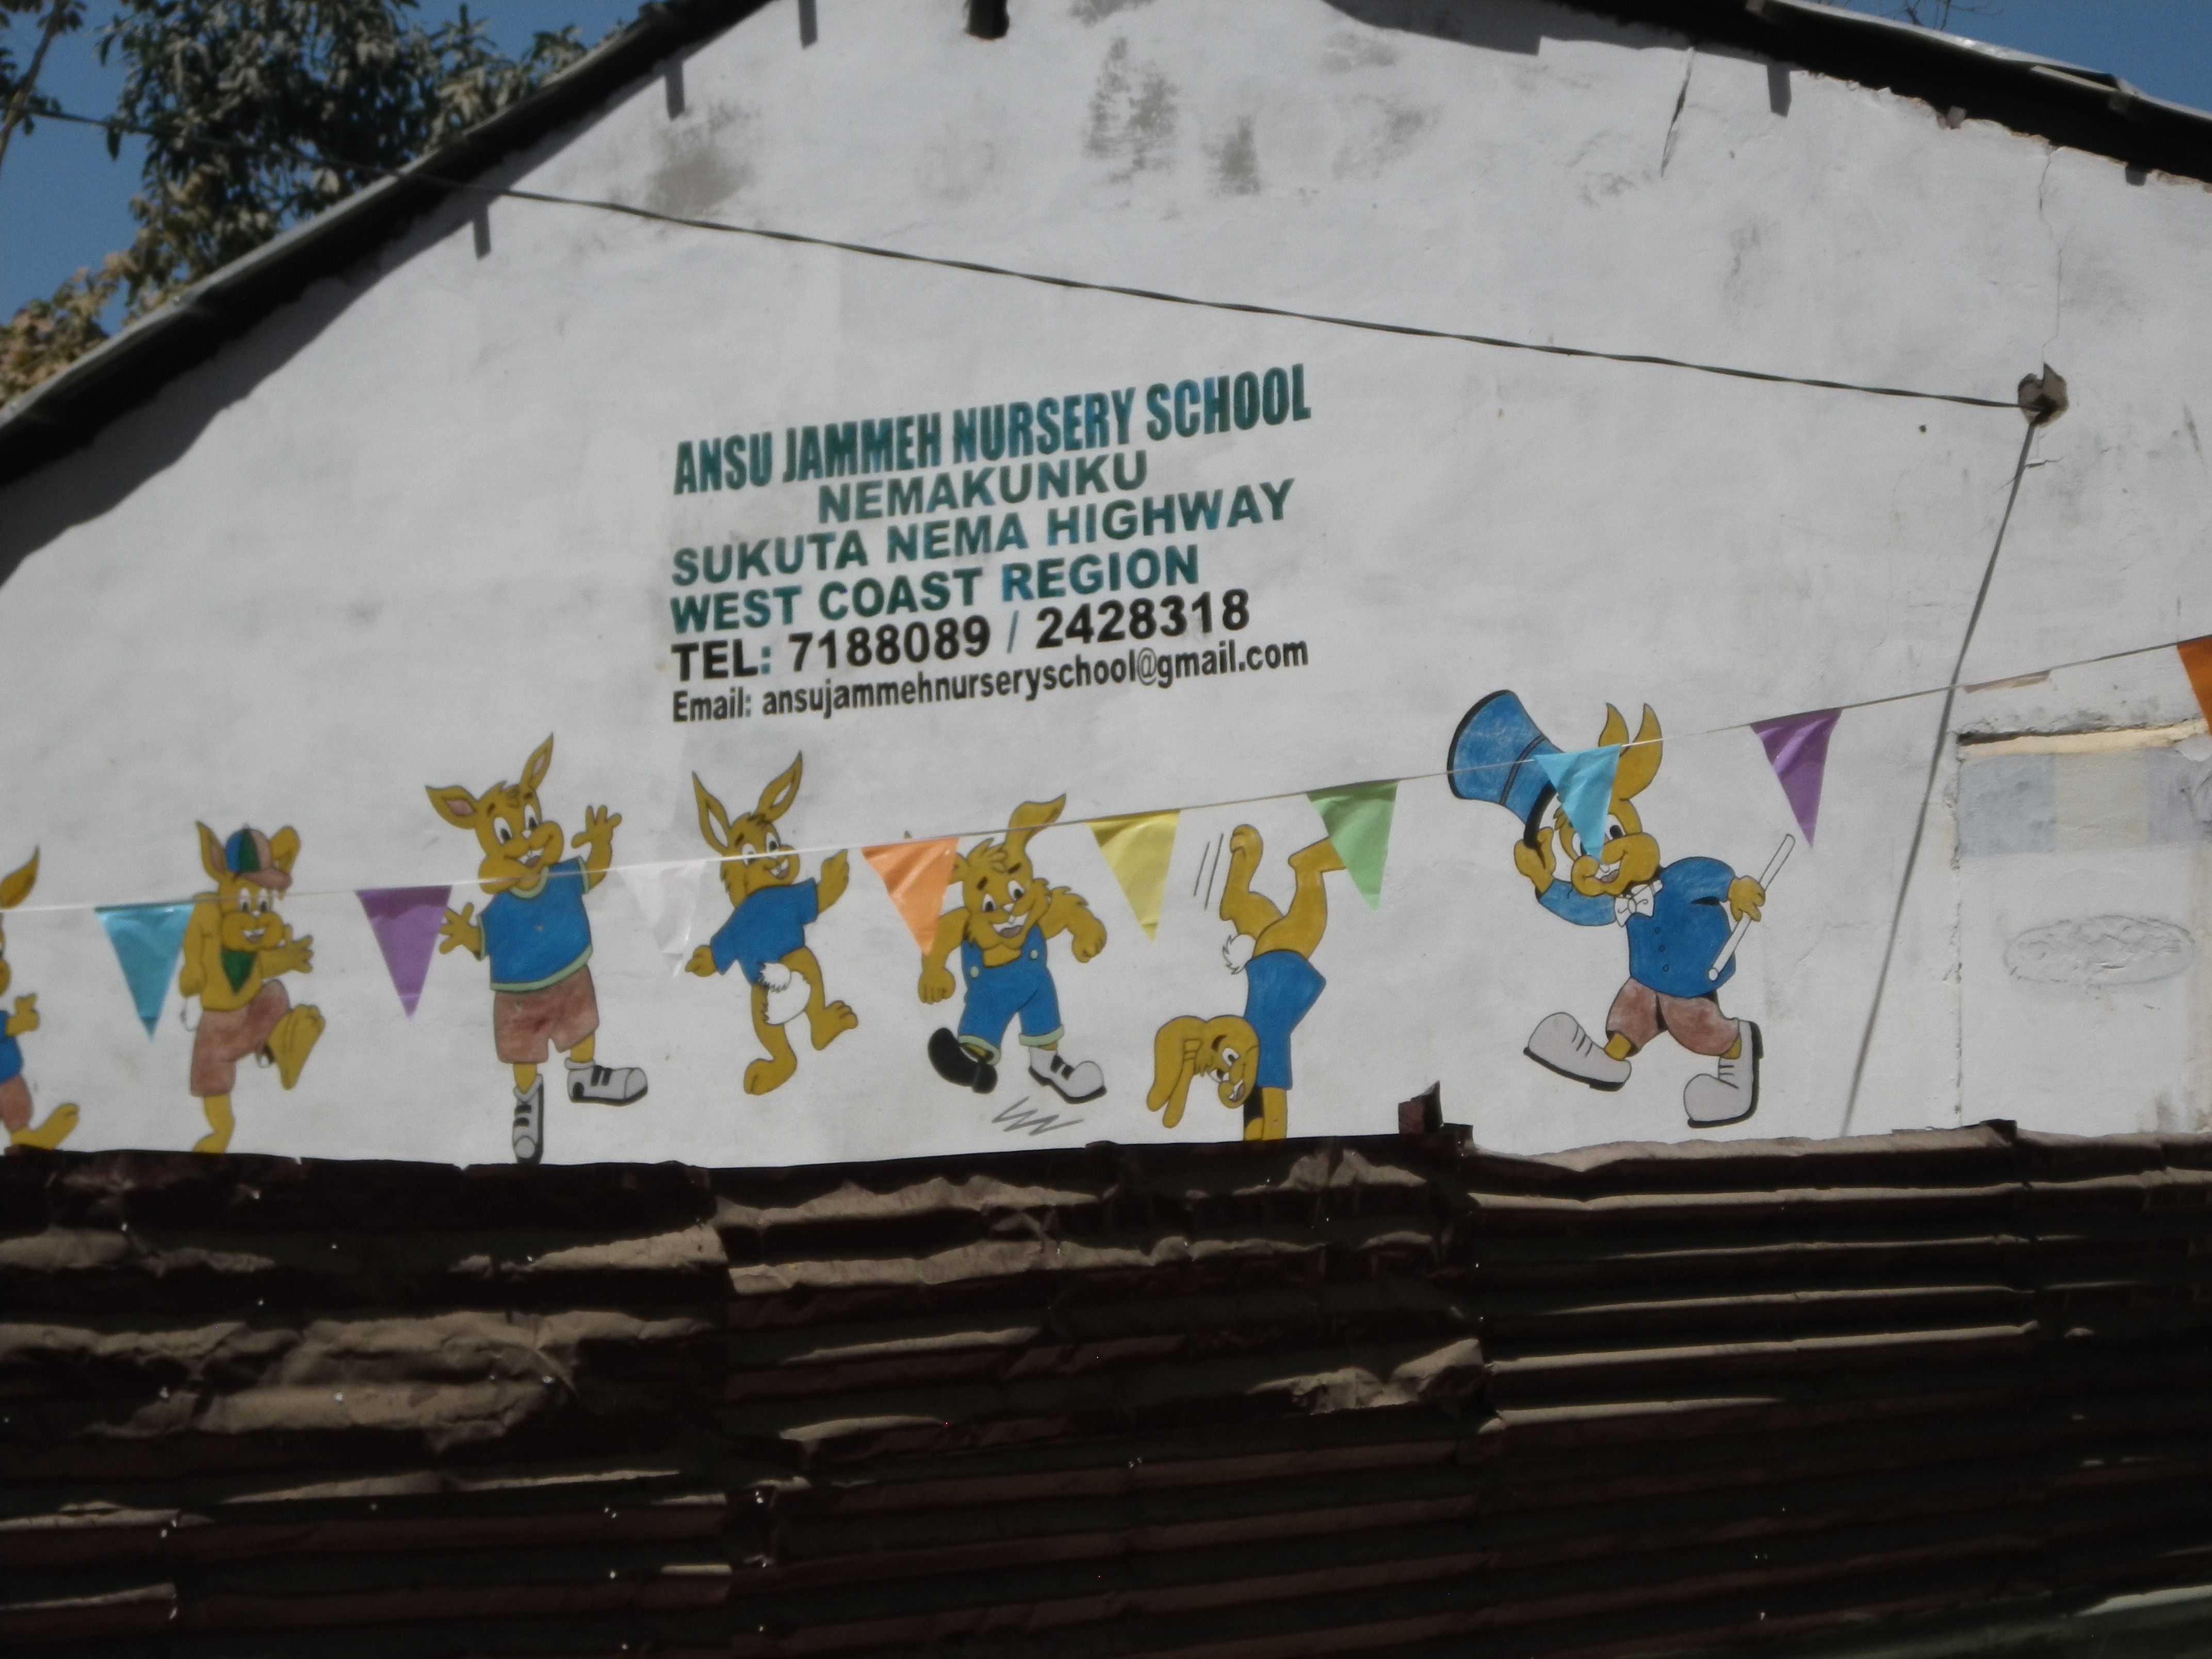 ANSU JAMMEH NURSERY SCHOOL
NEMAKUNKU
SUKUTA NEMA HIGHWAY
WEST COAST REGION
TEL: 7188089 / 2428318
Email: ansujammehnurseryschool@gmail.com